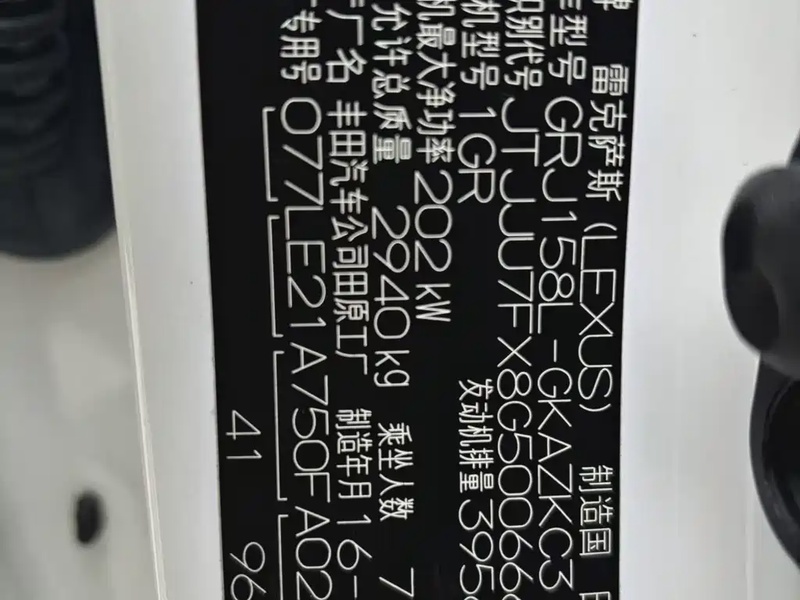 牌 雷克萨斯 (LEXUS) 制造国
车型号 GRJ158L-GKAZKC3
识别代号 JTJJU7FX8G50066
机型号 1GR 发动机排量 395
机最大净功率 202 kW
允许总质量 2940 kg 乘坐人数 7
厂名 丰田汽车公司田原工厂 制造年月 16-
专用号 077LE21A750FA02
41 96